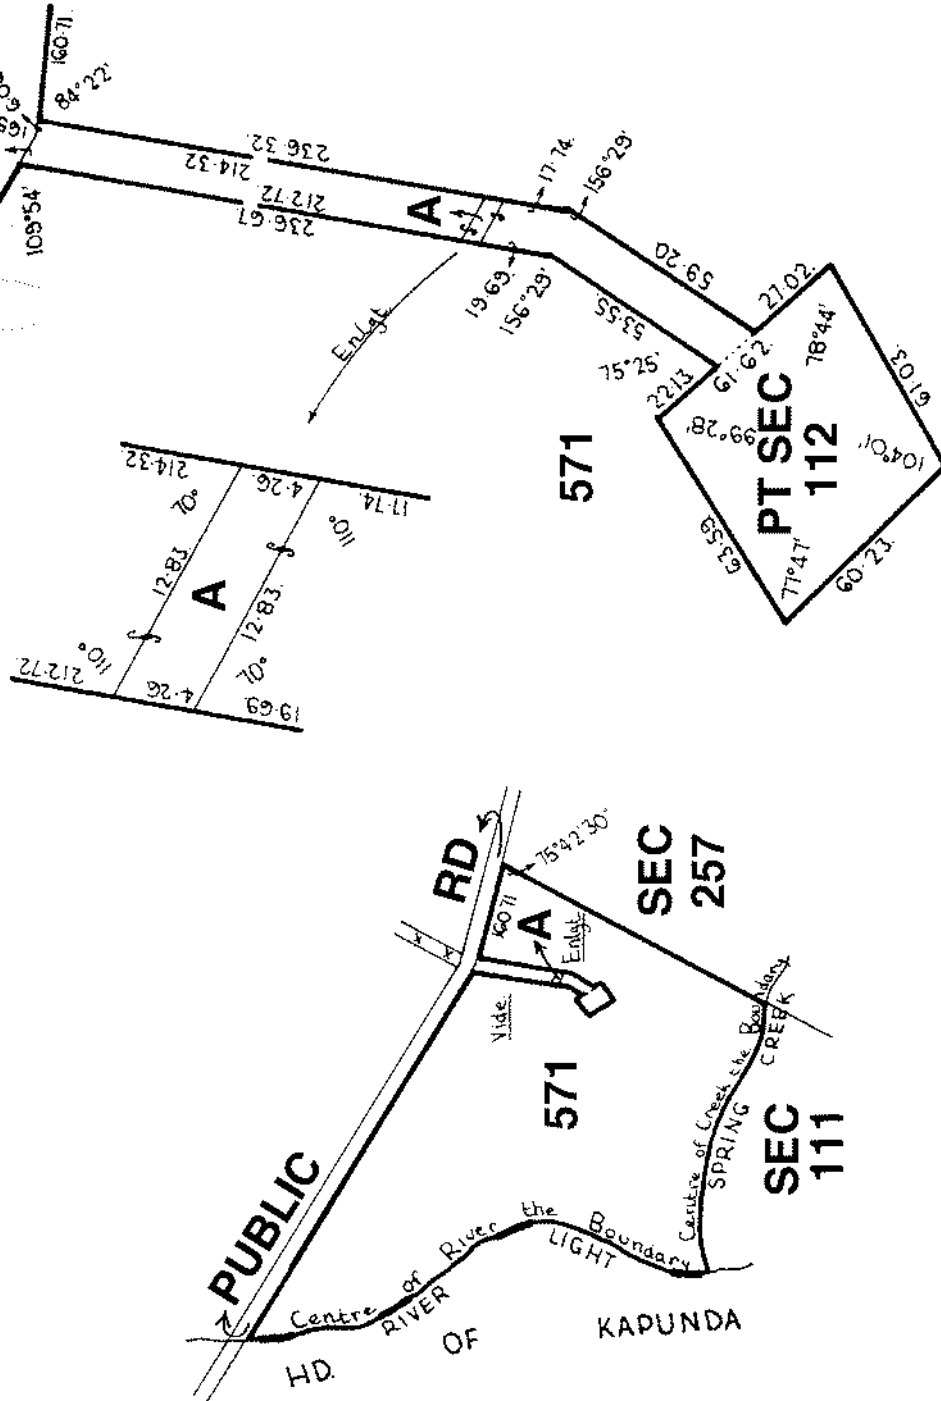 160·71
165
84°22'
109°54'
236·32
214·32
212·72
236·67
A
17·74
156°29'
19·69
156°29'
Enlgt
59·20
53·55
27·02
75°25'
22·13
61·62
78°44'
99°28'
61·03
PT SEC
112
104°01'
63·59
77°47'
60·23
571
214·32
70°
4·26
17·74
110°
12·83
A
12·83
110°
212·72
4·26
70°
19·69
PUBLIC
RD
75°42'30"
160·71
A
Enlgt
Vide
SEC
257
571
Centre of Creek the Boundary
SPRING CREEK
SEC
111
Centre of River the Boundary
RIVER LIGHT
HD. OF KAPUNDA